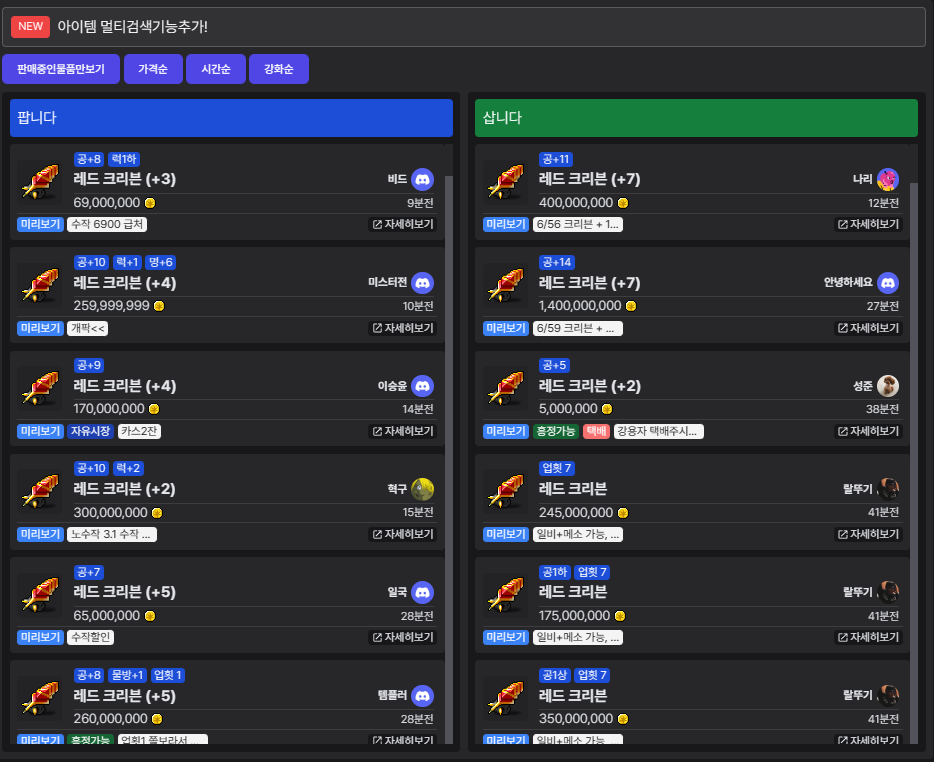 NEW 아이템 멀티검색기능추가!
판매중인물품만보기 가격순 시간순 강화순
팝니다
공+8 럭1하
레드 크리븐 (+3)
비드
69,000,000
9분전
미리보기 수작 6900 급처
자세히보기
공+10 럭+1 명+6
레드 크리븐 (+4)
미스터전
259,999,999
10분전
미리보기 개꽉<<
자세히보기
공+9
레드 크리븐 (+4)
이승윤
170,000,000
14분전
미리보기 자유시장 카스2잔
자세히보기
공+10 럭+2
레드 크리븐 (+2)
혁구
300,000,000
15분전
미리보기 노수작 3.1 수작 ...
자세히보기
공+7
레드 크리븐 (+5)
일국
65,000,000
28분전
미리보기 수작할인
자세히보기
공+8 물방+1 업횟 1
레드 크리븐 (+5)
템플러
260,000,000
28분전
미리보기 흥정가능 업횟1 쫄보라서 ...
자세히보기
삽니다
공+11
레드 크리븐 (+7)
나리
400,000,000
12분전
미리보기 6/56 크리븐 + 1...
자세히보기
공+14
레드 크리븐 (+7)
안녕하세요
1,400,000,000
27분전
미리보기 6/59 크리븐 + ...
자세히보기
공+5
레드 크리븐 (+2)
성준
5,000,000
38분전
미리보기 흥정가능 택배 강용자 택배주시...
자세히보기
업횟 7
레드 크리븐
랄뚜기
245,000,000
41분전
미리보기 일비+메소 가능, ...
자세히보기
공1하 업횟 7
레드 크리븐
랄뚜기
175,000,000
41분전
미리보기 일비+메소 가능, ...
자세히보기
공1상 업횟 7
레드 크리븐
랄뚜기
350,000,000
41분전
미리보기 일비+메소 가능, ...
자세히보기